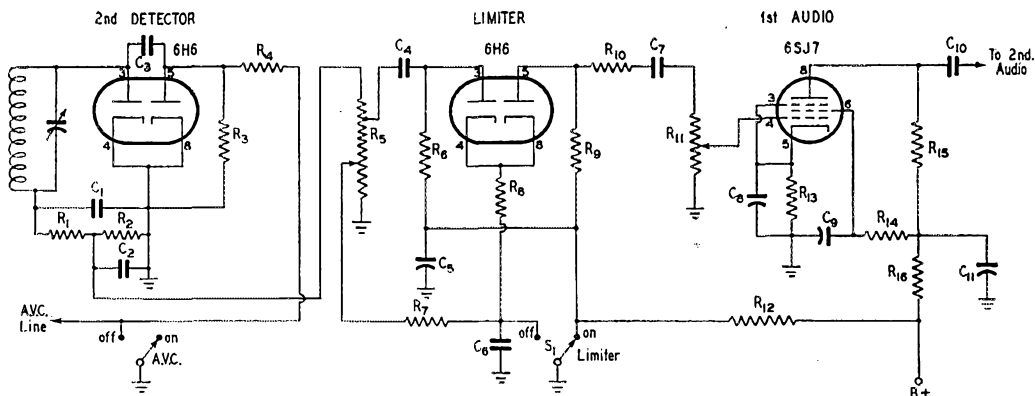 2nd DETECTOR
6H6
C3
3
5
4
8
R4
R3
C1
R1
R2
C2
A.V.C.
Line
off
on
A.V.C.
LIMITER
6H6
C4
3
5
4
8
R5
R6
R8
R9
R10
C7
R11
C5
R7
C6
off
on
S1
Limiter
R12
1st AUDIO
6SJ7
8
3
4
6
5
C8
R13
C9
R14
R15
R16
C10
To 2nd.
Audio
C11
B+